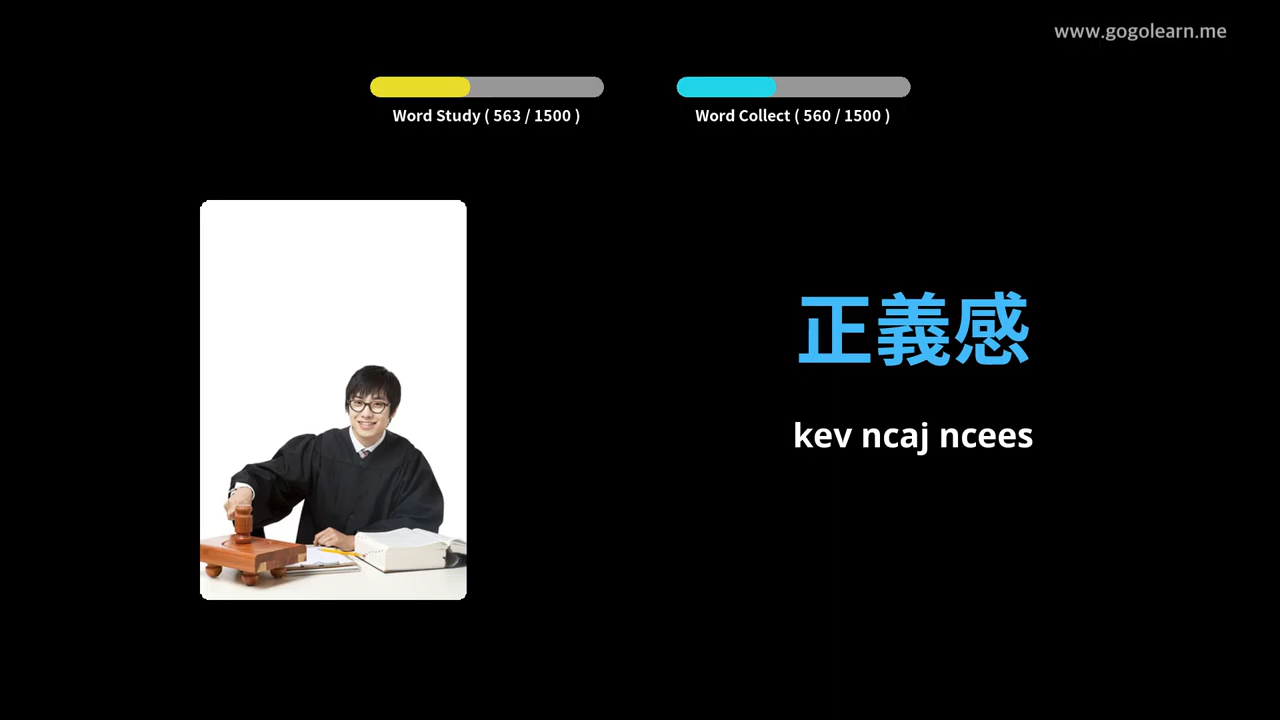 www.gogolearn.me
Word Study ( 563 / 1500 )
Word Collect ( 560 / 1500 )
正義感
kev ncaj ncees